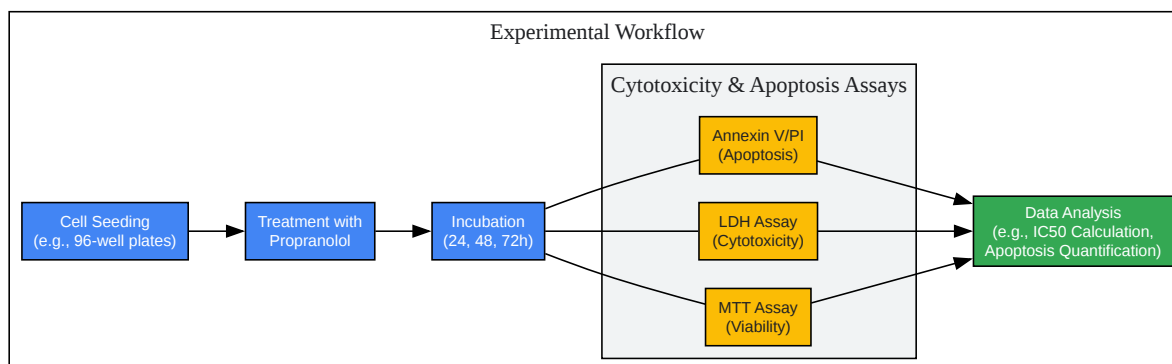 Experimental Workflow
Cytotoxicity & Apoptosis Assays
Cell Seeding
(e.g., 96-well plates)
Treatment with
Propranolol
Incubation
(24, 48, 72h)
Annexin V/PI
(Apoptosis)
LDH Assay
(Cytotoxicity)
MTT Assay
(Viability)
Data Analysis
(e.g., IC50 Calculation,
Apoptosis Quantification)